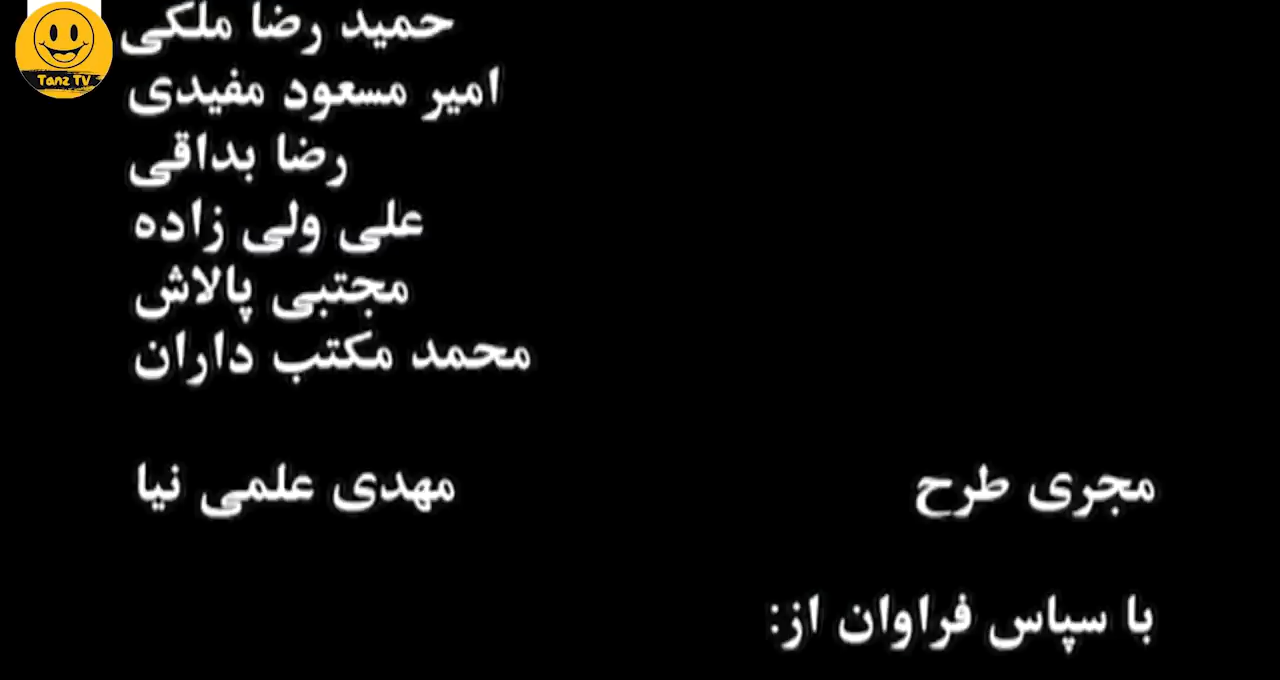 Tanz TV
حمید رضا ملکی
امیر مسعود مفیدی
رضا بداقی
علی ولی زاده
مجتبی پالاش
محمد مکتب داران
مجری طرح مهدی علمی نیا
با سپاس فراوان از: